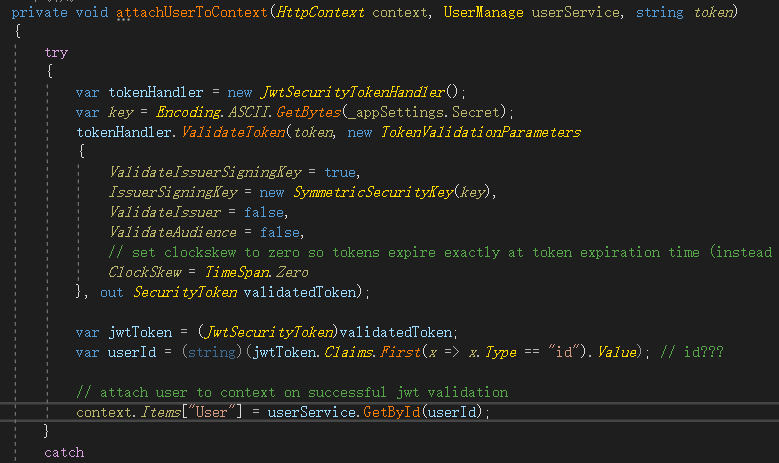 private void attachUserToContext(HttpContext context, UserManage userService, string token)
{
try
{
var tokenHandler = new JwtSecurityTokenHandler();
var key = Encoding.ASCII.GetBytes(_appSettings.Secret);
tokenHandler.ValidateToken(token, new TokenValidationParameters
{
ValidateIssuerSigningKey = true,
IssuerSigningKey = new SymmetricSecurityKey(key),
ValidateIssuer = false,
ValidateAudience = false,
// set clockskew to zero so tokens expire exactly at token expiration time (instead
ClockSkew = TimeSpan.Zero
}, out SecurityToken validatedToken);
var jwtToken = (JwtSecurityToken)validatedToken;
var userId = (string)(jwtToken.Claims.First(x => x.Type == "id").Value); // id???
// attach user to context on successful jwt validation
context.Items["User"] = userService.GetById(userId);
}
catch